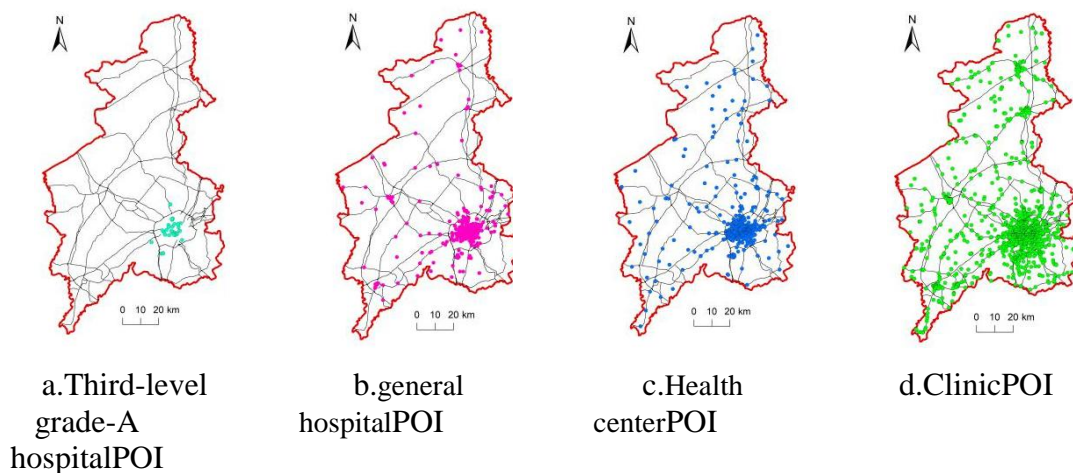 N
N
N
N
0 10 20 km
0 10 20 km
0 10 20 km
0 10 20 km
a.Third-level
grade-A
hospitalPOI
b.general
hospitalPOI
c.Health
centerPOI
d.ClinicPOI